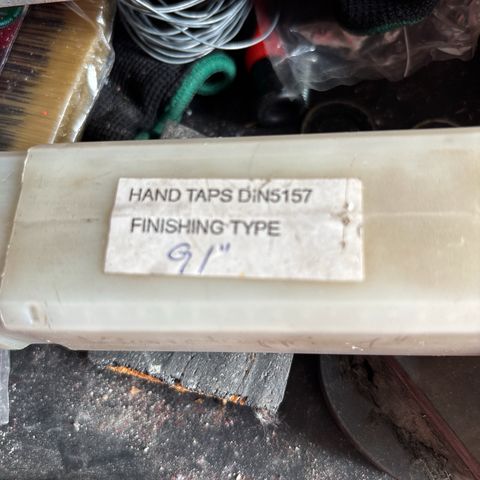 HAND TAPS DIN5157
FINISHING TYPE
G1"